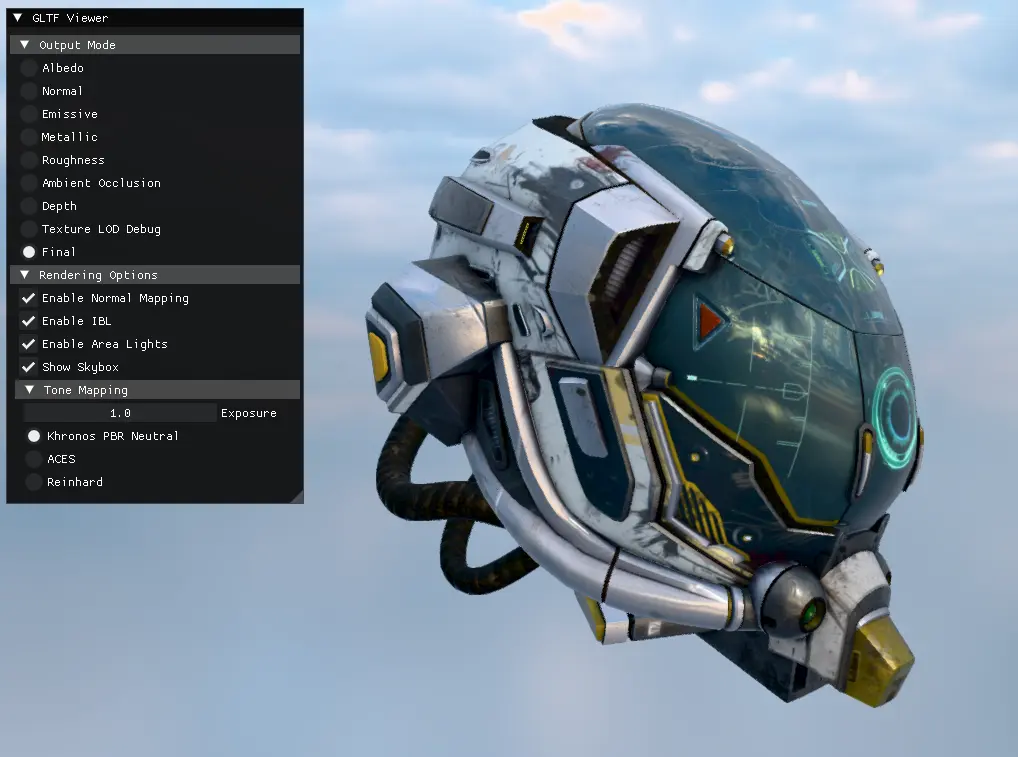 GLTF Viewer
Output Mode
Albedo
Normal
Emissive
Metallic
Roughness
Ambient Occlusion
Depth
Texture LOD Debug
Final
Rendering Options
Enable Normal Mapping
Enable IBL
Enable Area Lights
Show Skybox
Tone Mapping
1.0 Exposure
Khronos PBR Neutral
ACES
Reinhard